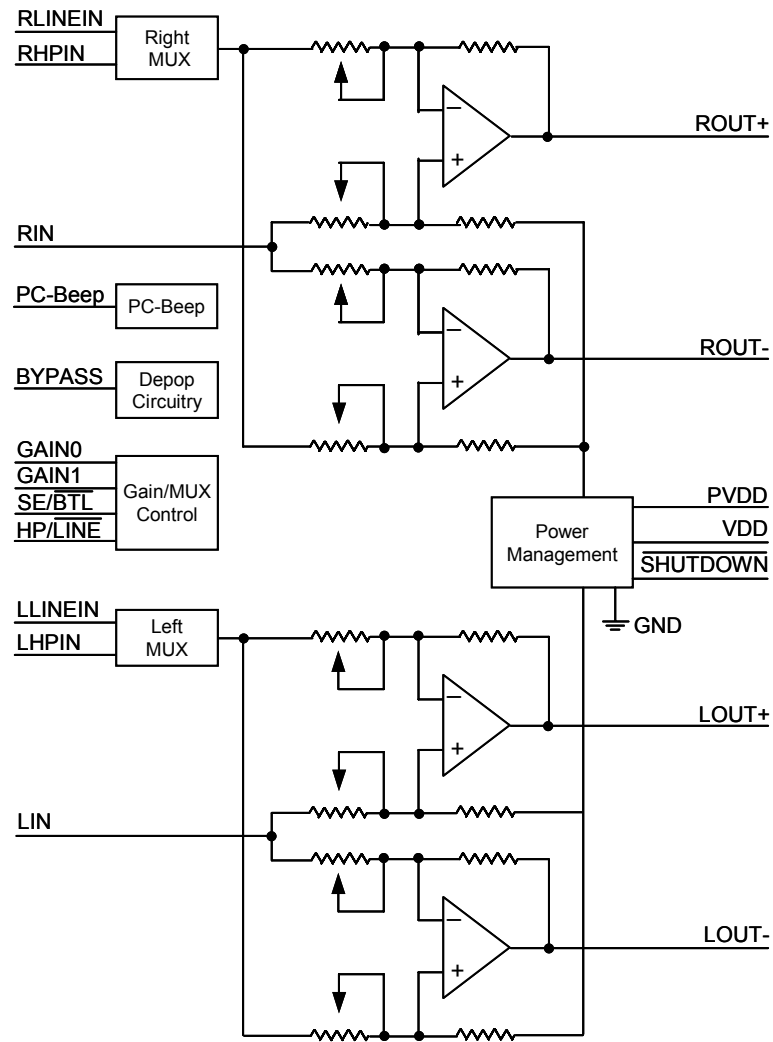 RLINEIN
RHPIN
Right
MUX
−
+
ROUT+
RIN
PC-Beep
PC-Beep
−
+
ROUT-
BYPASS
Depop
Circuitry
GAIN0
GAIN1
SE/BTL
HP/LINE
Gain/MUX
Control
Power
Management
PVDD
VDD
SHUTDOWN
GND
LLINEIN
LHPIN
Left
MUX
−
+
LOUT+
LIN
−
+
LOUT-